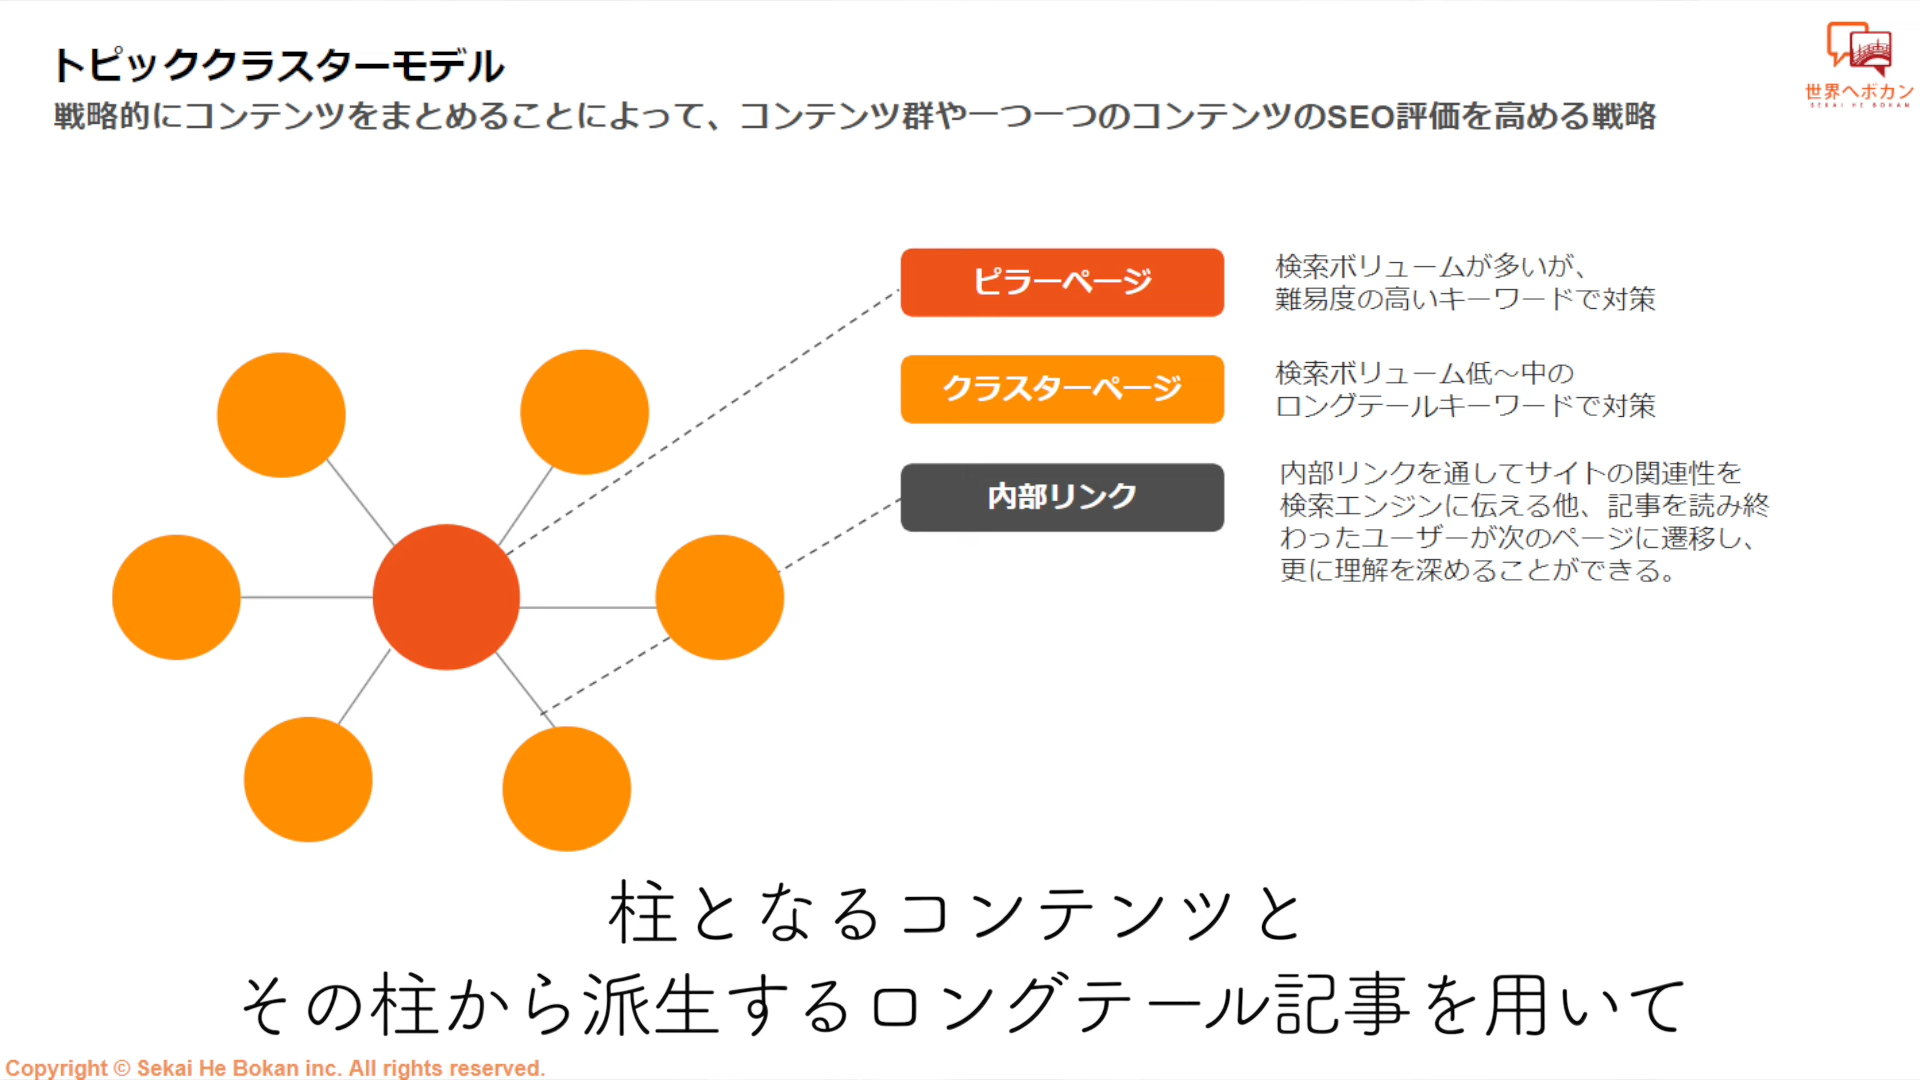 トピッククラスターモデル
戦略的にコンテンツをまとめることによって、コンテンツ群や一つ一つのコンテンツのSEO評価を高める戦略
世界へボカン
SEKAI HE BOKAN
ピラーページ
検索ボリュームが多いが、
難易度の高いキーワードで対策
クラスターページ
検索ボリューム低～中の
ロングテールキーワードで対策
内部リンク
内部リンクを通してサイトの関連性を
検索エンジンに伝える他、記事を読み終
わったユーザーが次のページに遷移し、
更に理解を深めることができる。
柱となるコンテンツと
その柱から派生するロングテール記事を用いて
Copyright © Sekai He Bokan inc. All rights reserved.